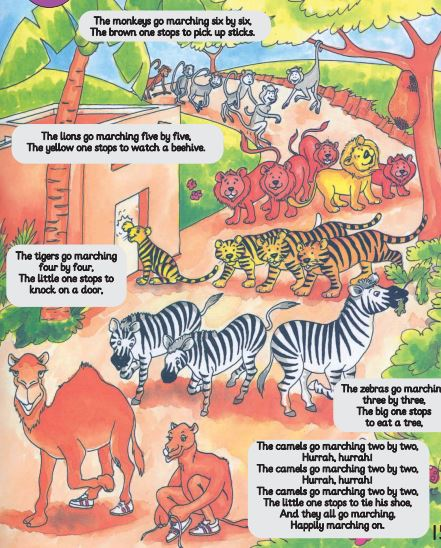 The monkeys go marching six by six,
The brown one stops to pick up sticks.
The lions go marching five by five,
The yellow one stops to watch a beehive.
The tigers go marching
four by four,
The little one stops to
knock on a door,
The zebras go marchin
three by three,
The big one stops
to eat a tree,
The camels go marching two by two,
Hurrah, hurrah!
The camels go marching two by two,
Hurrah, hurrah!
The camels go marching two by two,
The little one stops to tie his shoe,
And they all go marching,
Happily marching on.